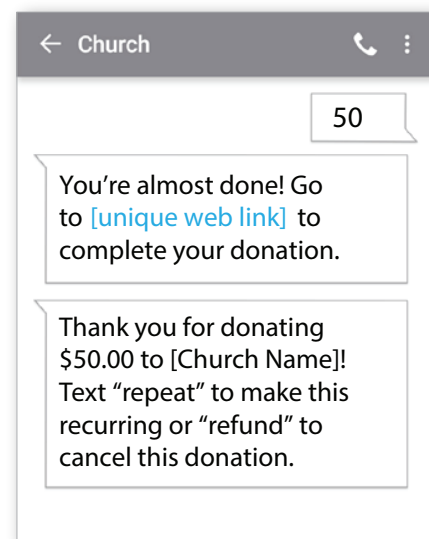 Church
50
You’re almost done! Go
to [unique web link] to
complete your donation.
Thank you for donating
$50.00 to [Church Name]!
Text “repeat” to make this
recurring or “refund” to
cancel this donation.